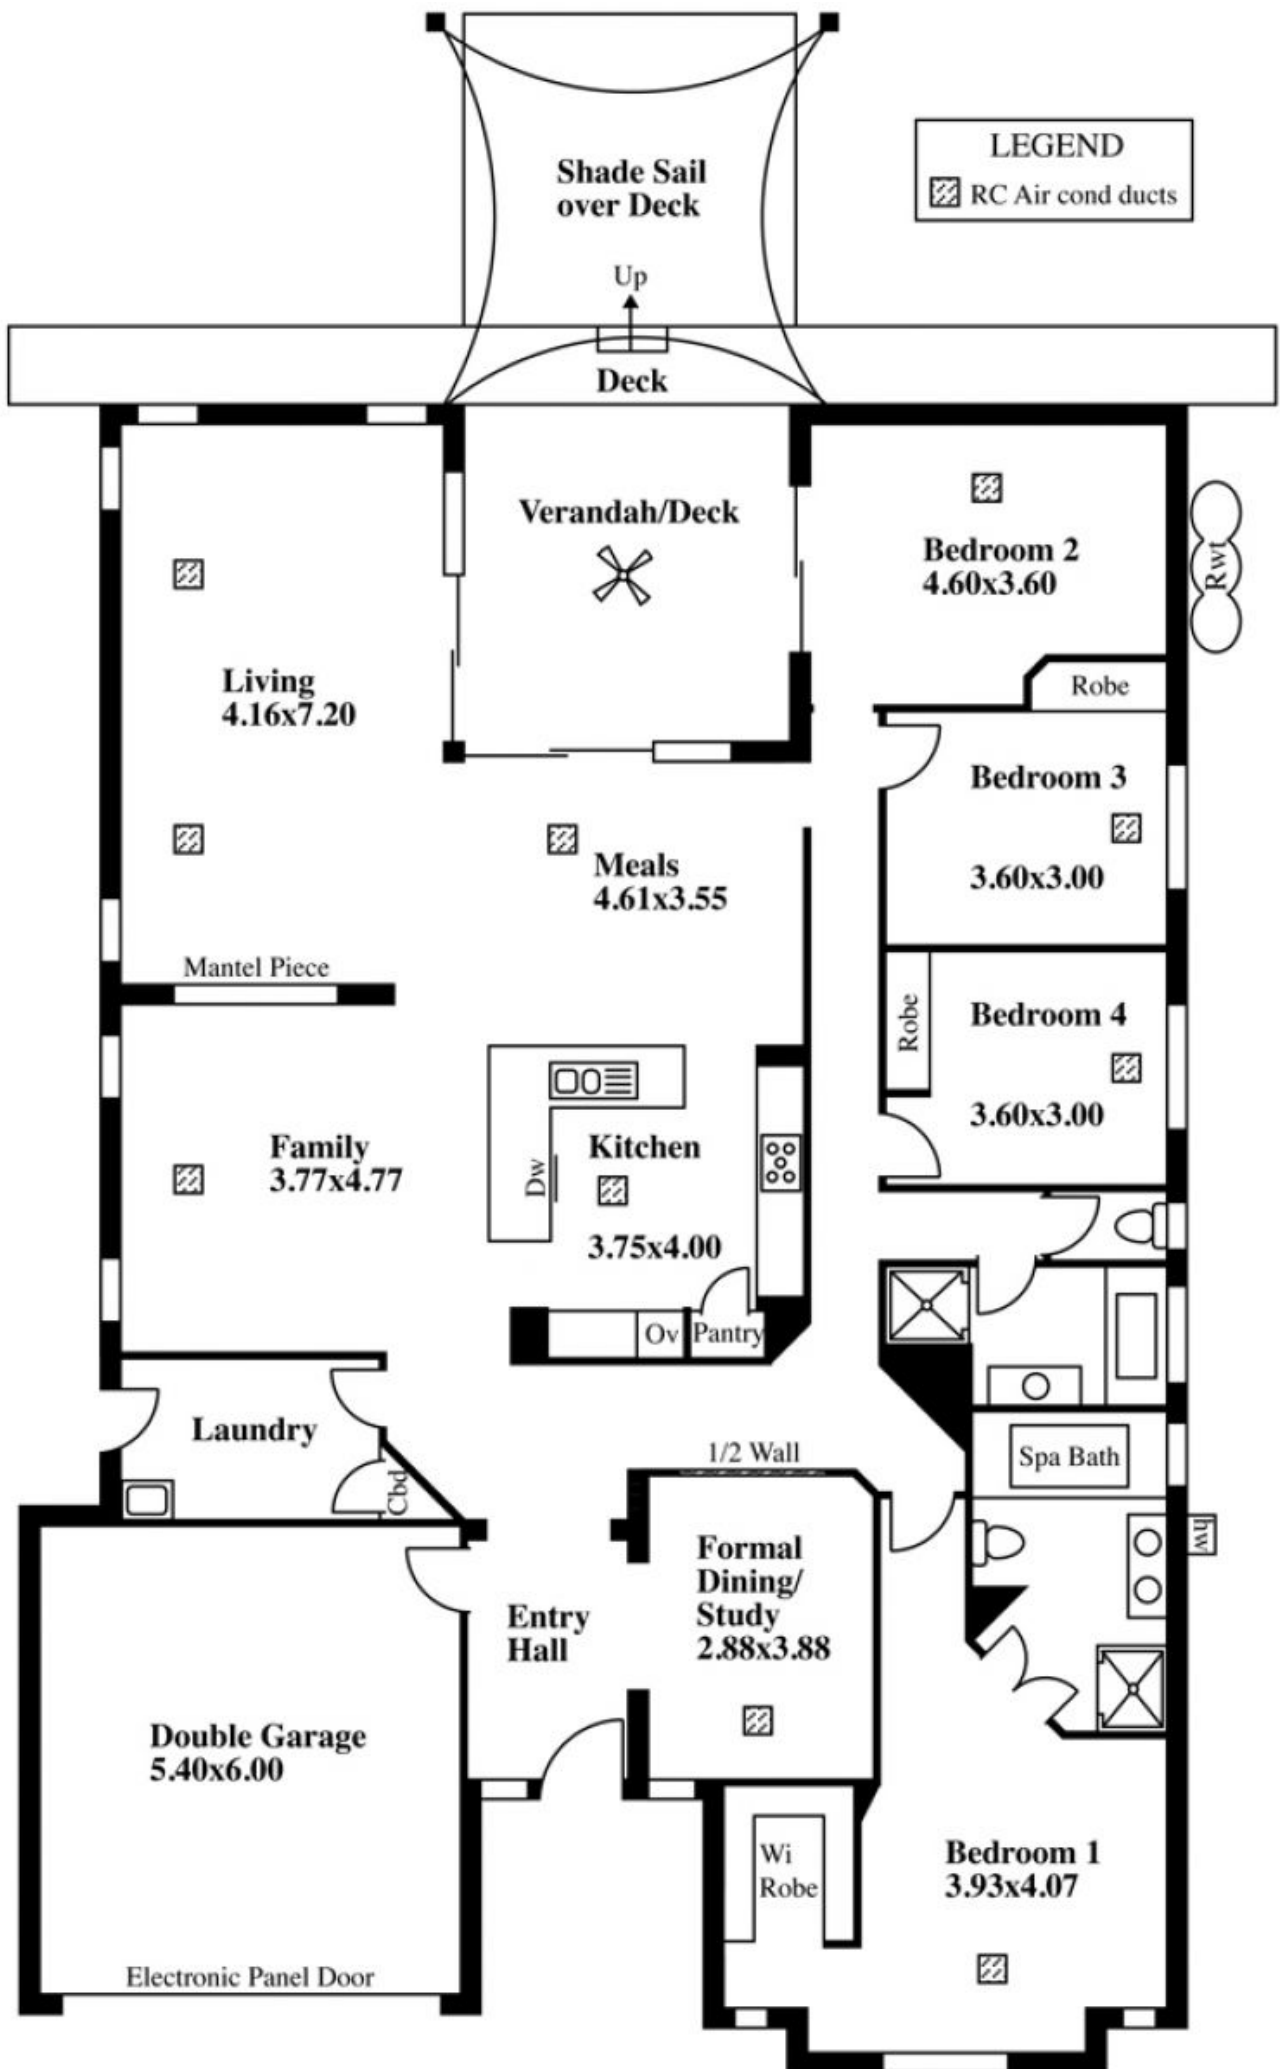 Shade Sail
over Deck
LEGEND
RC Air cond ducts
Up
Deck
Verandah/Deck
Bedroom 2
4.60x3.60
Rwt
Living
4.16x7.20
Robe
Bedroom 3
3.60x3.00
Meals
4.61x3.55
Mantel Piece
Robe
Bedroom 4
3.60x3.00
Family
3.77x4.77
Kitchen
Dw
3.75x4.00
Ov
Pantry
Laundry
Cbd
1/2 Wall
Spa Bath
hw
Formal
Dining/
Study
2.88x3.88
Entry
Hall
Double Garage
5.40x6.00
Wi
Robe
Bedroom 1
3.93x4.07
Electronic Panel Door